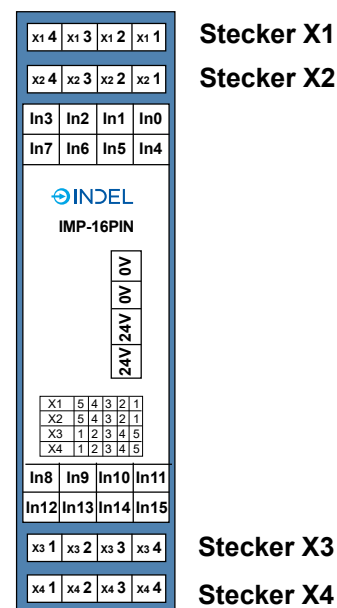 x1 4 x1 3 x1 2 x1 1 Stecker X1
x2 4 x2 3 x2 2 x2 1 Stecker X2
In3 In2 In1 In0
In7 In6 In5 In4
INDEL
IMP-16PIN
0V
0V
24V
24V
X1 5 4 3 2 1
X2 5 4 3 2 1
X3 1 2 3 4 5
X4 1 2 3 4 5
In8 In9 In10 In11
In12 In13 In14 In15
x3 1 x3 2 x3 3 x3 4 Stecker X3
x4 1 x4 2 x4 3 x4 4 Stecker X4